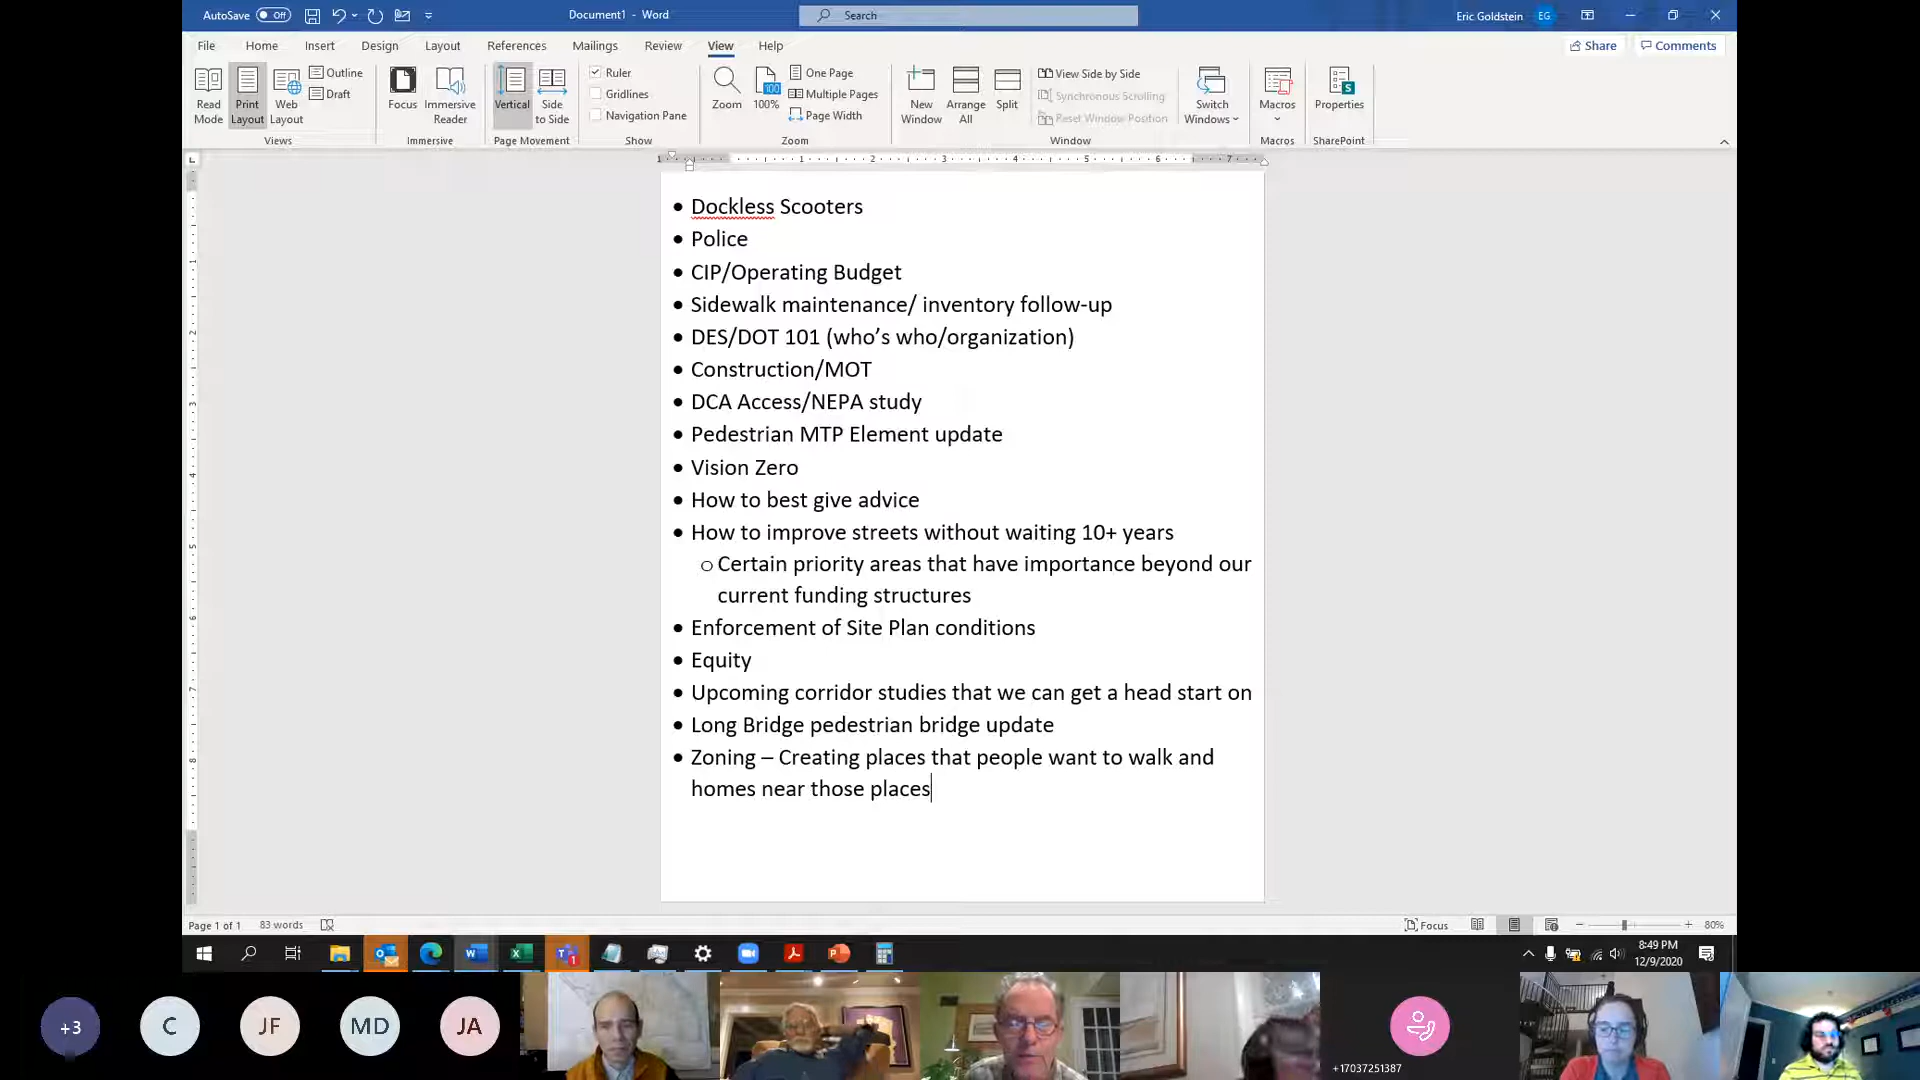 AutoSave Off Document1 - Word Search Eric Goldstein EG
File Home Insert Design Layout References Mailings Review View Help Share Comments
Read Mode
Print Layout
Web Layout
Outline
Draft
Views
Focus
Immersive Reader
Immersive
Vertical
Side to Side
Page Movement
Ruler
Gridlines
Navigation Pane
Show
Zoom
100%
One Page
Multiple Pages
Page Width
Zoom
New Window
Arrange All
Split
View Side by Side
Synchronous Scrolling
Reset Window Position
Window
Switch Windows
Macros
Macros
Properties
SharePoint
1 1 2 3 4 5 6 7
• Dockless Scooters
• Police
• CIP/Operating Budget
• Sidewalk maintenance/ inventory follow-up
• DES/DOT 101 (who’s who/organization)
• Construction/MOT
• DCA Access/NEPA study
• Pedestrian MTP Element update
• Vision Zero
• How to best give advice
• How to improve streets without waiting 10+ years
o Certain priority areas that have importance beyond our
current funding structures
• Enforcement of Site Plan conditions
• Equity
• Upcoming corridor studies that we can get a head start on
• Long Bridge pedestrian bridge update
• Zoning – Creating places that people want to walk and
homes near those places
Page 1 of 1 83 words Focus 80%
8:49 PM
12/9/2020
+3 C JF MD JA
+17037251387